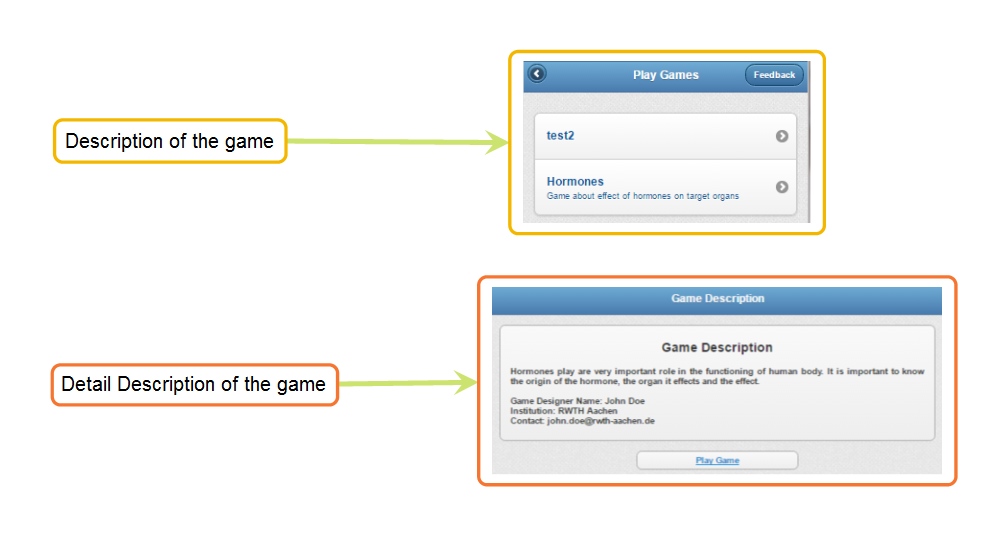 Play Games
Feedback
Description of the game
test2
Hormones
Game about effect of hormones on target organs
Game Description
Game Description
Hormones play are very important role in the functioning of human body. It is important to know
the origin of the hormone, the organ it effects and the effect.
Detail Description of the game
Game Designer Name: John Doe
Institution: RWTH Aachen
Contact: john.doe@rwth-aachen.de
Play Game